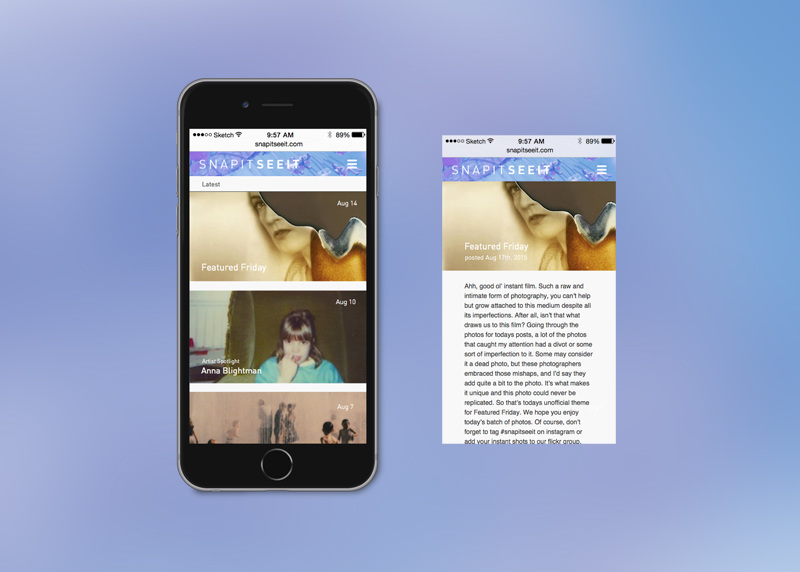 Sketch 9:57 AM 89%
snapitseeit.com
SNAPITSEEIT
Latest
Aug 14
Featured Friday
Aug 10
Artist Spotlight
Anna Blightman
Aug 7
Sketch 9:57 AM 89%
snapitseeit.com
SNAPITSEEIT
Featured Friday
posted Aug 17th, 2015
Ahh, good ol' instant film. Such a raw and
intimate form of photography, you can't help
but grow attached to this medium despite all
its imperfections. After all, isn't that what
draws us to this film? Going through the
photos for todays posts, a lot of the photos
that caught my attention had a divot or some
sort of imperfection to it. Some may consider
it a dead photo, but these photographers
embraced those mishaps, and I'd say they
add quite a bit to the photo. It's what makes
it unique and this photo could never be
replicated. So that's todays unofficial theme
for Featured Friday. We hope you enjoy
today's batch of photos. Of course, don't
forget to tag #snapitseeit on instagram or
add your instant shots to our flickr group.